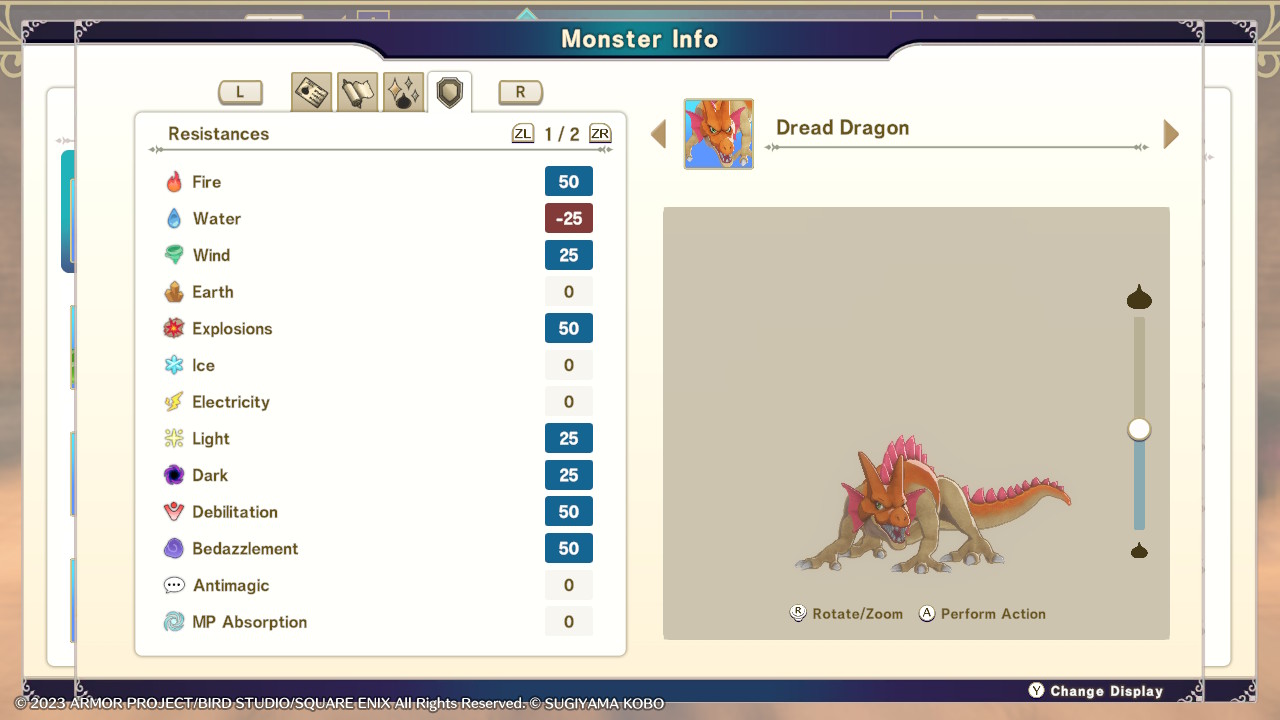 Monster Info
L
R
Resistances
ZL 1 / 2 ZR
Fire 50
Water -25
Wind 25
Earth 0
Explosions 50
Ice 0
Electricity 0
Light 25
Dark 25
Debilitation 50
Bedazzlement 50
Antimagic 0
MP Absorption 0
Dread Dragon
R Rotate/Zoom A Perform Action
Y Change Display
© 2023 ARMOR PROJECT/BIRD STUDIO/SQUARE ENIX All Rights Reserved. © SUGIYAMA KOBO